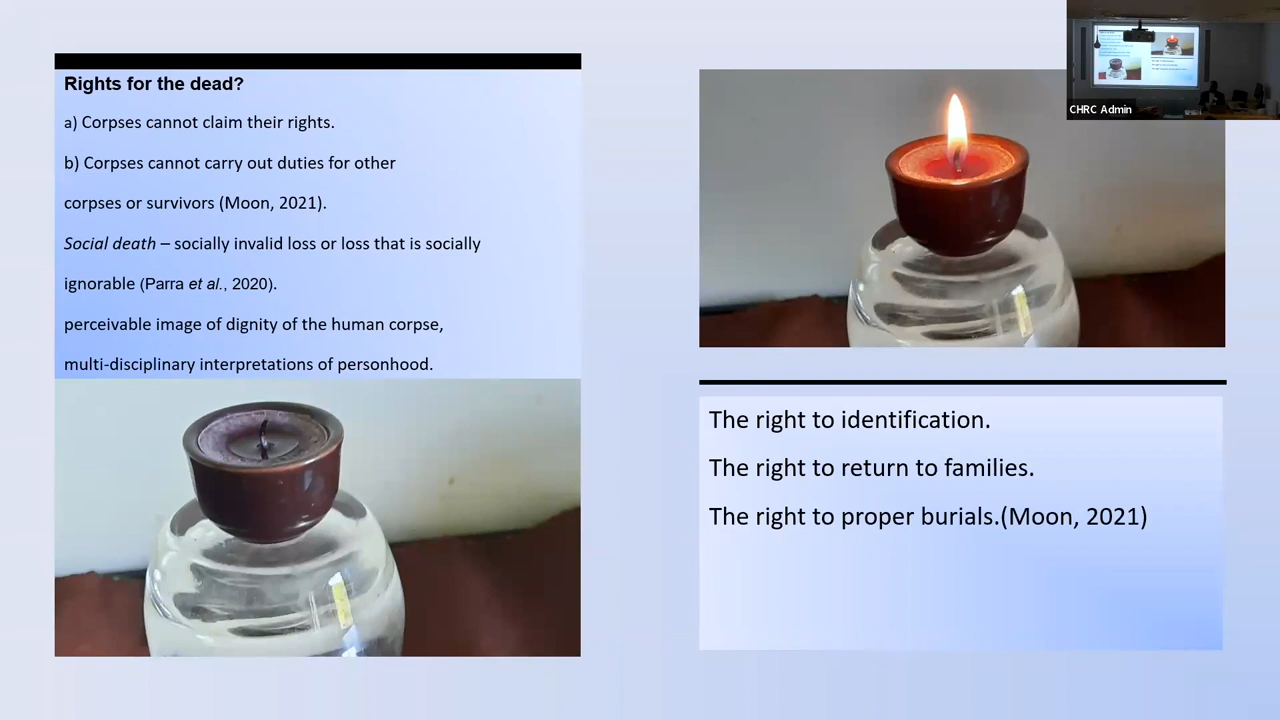 Rights for the dead?
a) Corpses cannot claim their rights.
b) Corpses cannot carry out duties for other
corpses or survivors (Moon, 2021).
Social death – socially invalid loss or loss that is socially
ignorable (Parra et al., 2020).
perceivable image of dignity of the human corpse,
multi-disciplinary interpretations of personhood.
The right to identification.
The right to return to families.
The right to proper burials.(Moon, 2021)
CHRC Admin